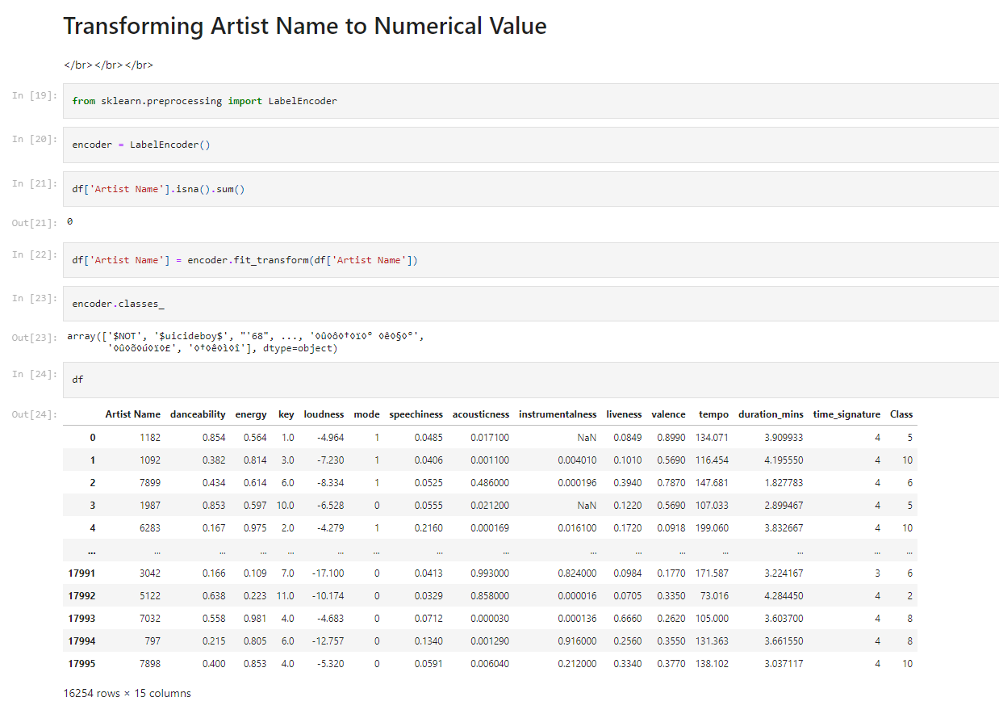 Transforming Artist Name to Numerical Value
</br></br></br>
In [19]: from sklearn.preprocessing import LabelEncoder
In [20]: encoder = LabelEncoder()
In [21]: df['Artist Name'].isna().sum()
Out[21]: 0
In [22]: df['Artist Name'] = encoder.fit_transform(df['Artist Name'])
In [23]: encoder.classes_
Out[23]: array(['$NOT', '$uicideboy$', "'68", ..., '◊û◊ô◊†◊ï◊° ◊ê◊§◊°',
'◊û◊õ◊ú◊ï◊£', '◊†◊ê◊ì◊î'], dtype=object)
In [24]: df
Out[24]: Artist Name danceability energy key loudness mode speechiness acousticness instrumentalness liveness valence tempo duration_mins time_signature Class
0 1182 0.854 0.564 1.0 -4.964 1 0.0485 0.017100 NaN 0.0849 0.8990 134.071 3.909933 4 5
1 1092 0.382 0.814 3.0 -7.230 1 0.0406 0.001100 0.004010 0.1010 0.5690 116.454 4.195550 4 10
2 7899 0.434 0.614 6.0 -8.334 1 0.0525 0.486000 0.000196 0.3940 0.7870 147.681 1.827783 4 6
3 1987 0.853 0.597 10.0 -6.528 0 0.0555 0.021200 NaN 0.1220 0.5690 107.033 2.899467 4 5
4 6283 0.167 0.975 2.0 -4.279 1 0.2160 0.000169 0.016100 0.1720 0.0918 199.060 3.832667 4 10
... ... ... ... ... ... ... ... ... ... ... ... ... ... ... ...
17991 3042 0.166 0.109 7.0 -17.100 0 0.0413 0.993000 0.824000 0.0984 0.1770 171.587 3.224167 3 6
17992 5122 0.638 0.223 11.0 -10.174 0 0.0329 0.858000 0.000016 0.0705 0.3350 73.016 4.284450 4 2
17993 7032 0.558 0.981 4.0 -4.683 0 0.0712 0.000030 0.000136 0.6660 0.2620 105.000 3.603700 4 8
17994 797 0.215 0.805 6.0 -12.757 0 0.1340 0.001290 0.916000 0.2560 0.3550 131.363 3.661550 4 8
17995 7898 0.400 0.853 4.0 -5.320 0 0.0591 0.006040 0.212000 0.3340 0.3770 138.102 3.037117 4 10
16254 rows × 15 columns